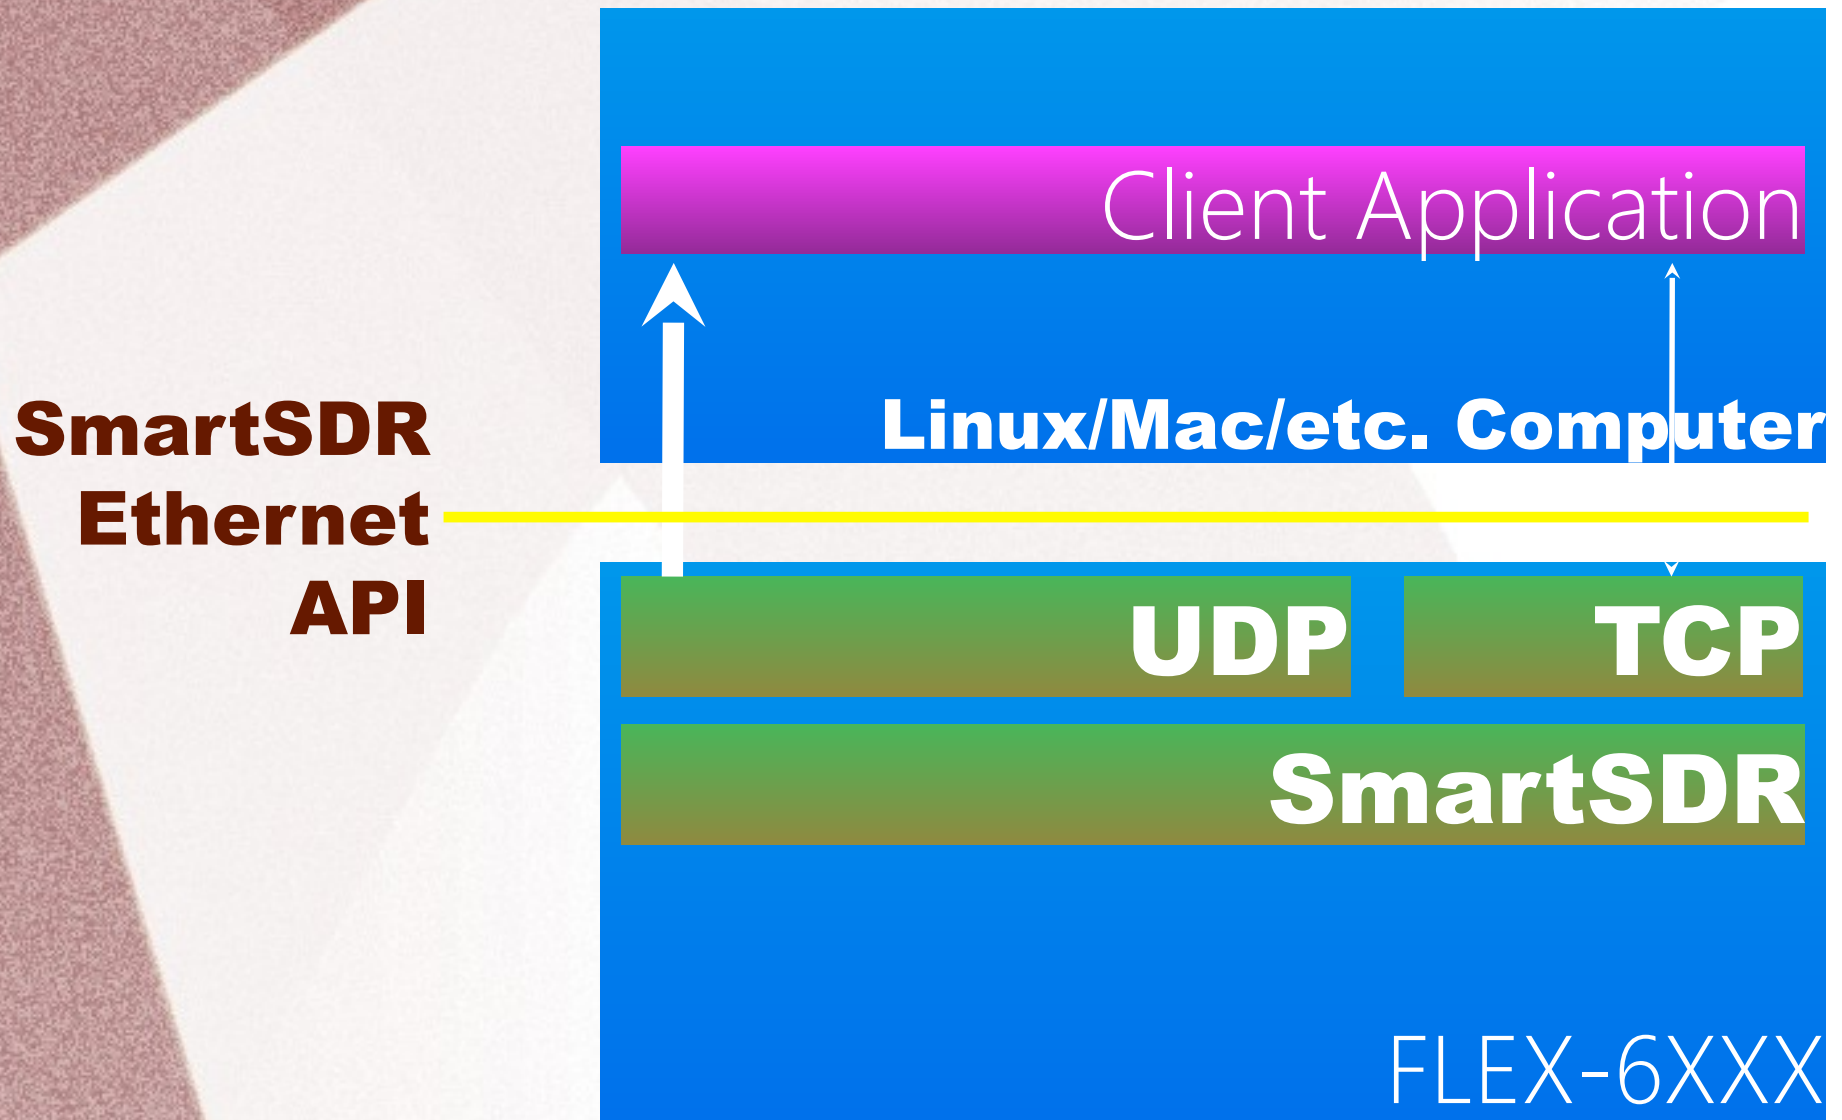 Client Application
Linux/Mac/etc. Computer
SmartSDR
Ethernet
API
UDP
TCP
SmartSDR
FLEX-6XXX